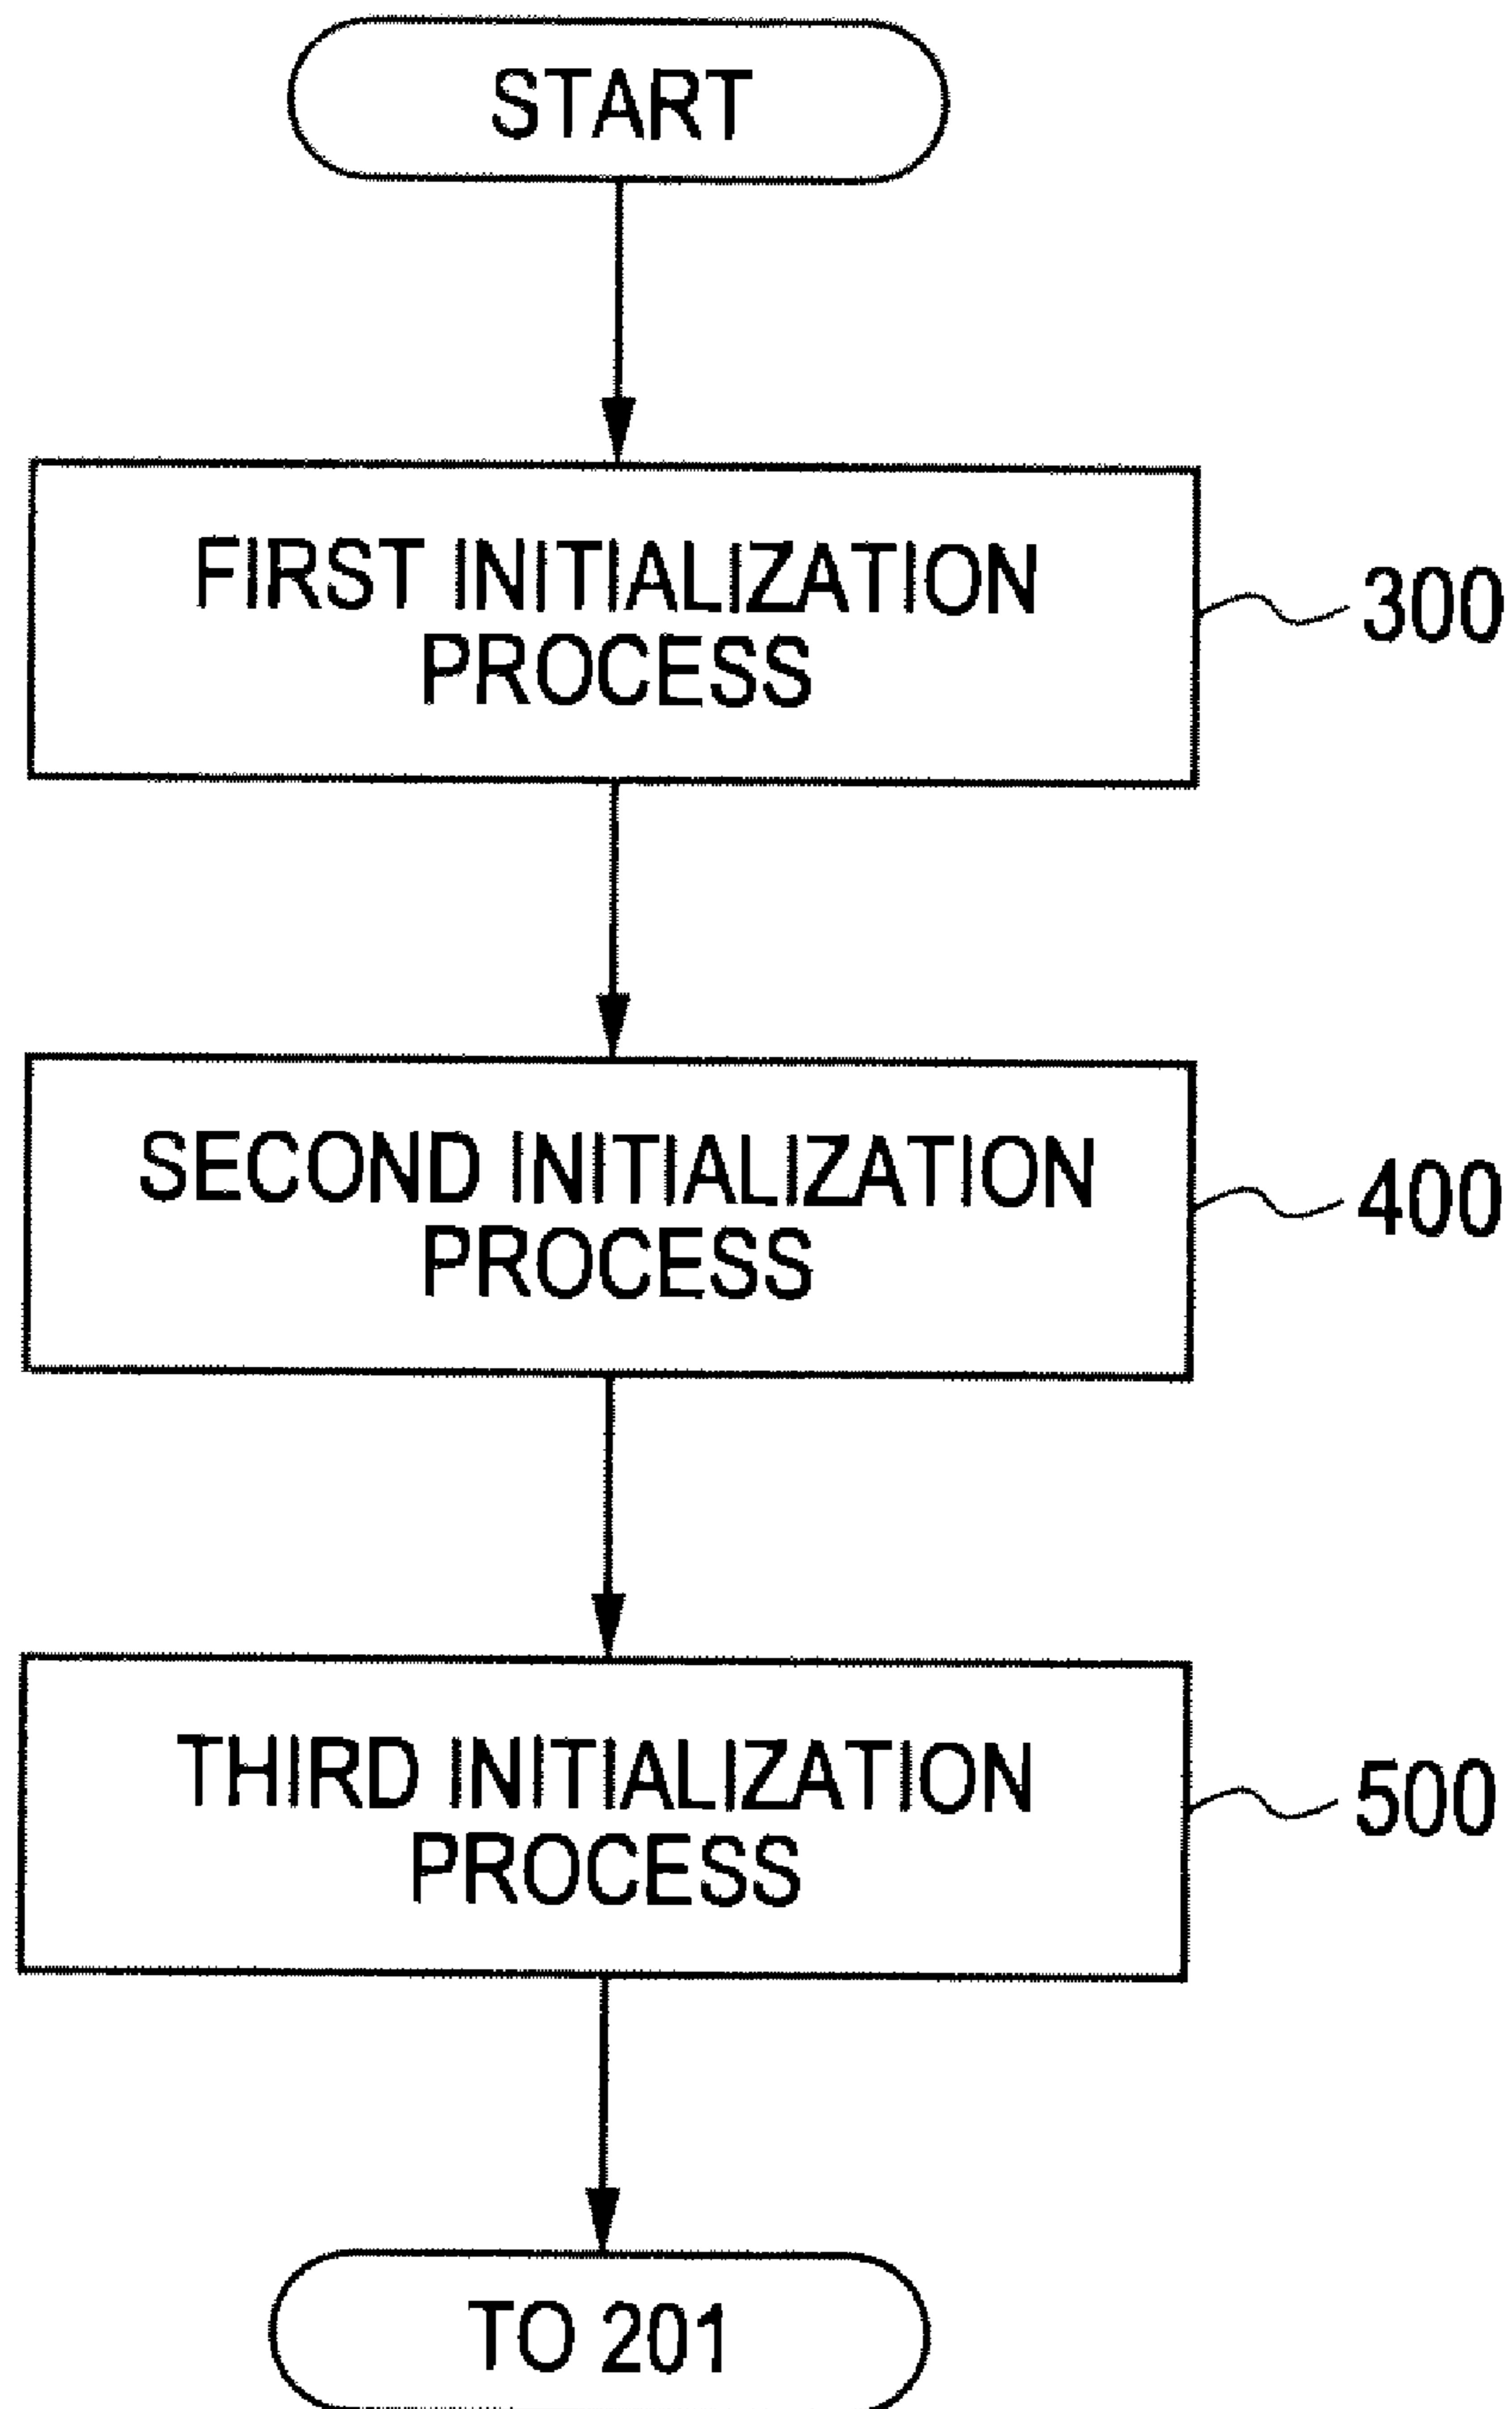 START
FIRST INITIALIZATION
PROCESS
300
SECOND INITIALIZATION
PROCESS
400
THIRD INITIALIZATION
PROCESS
500
TO 201